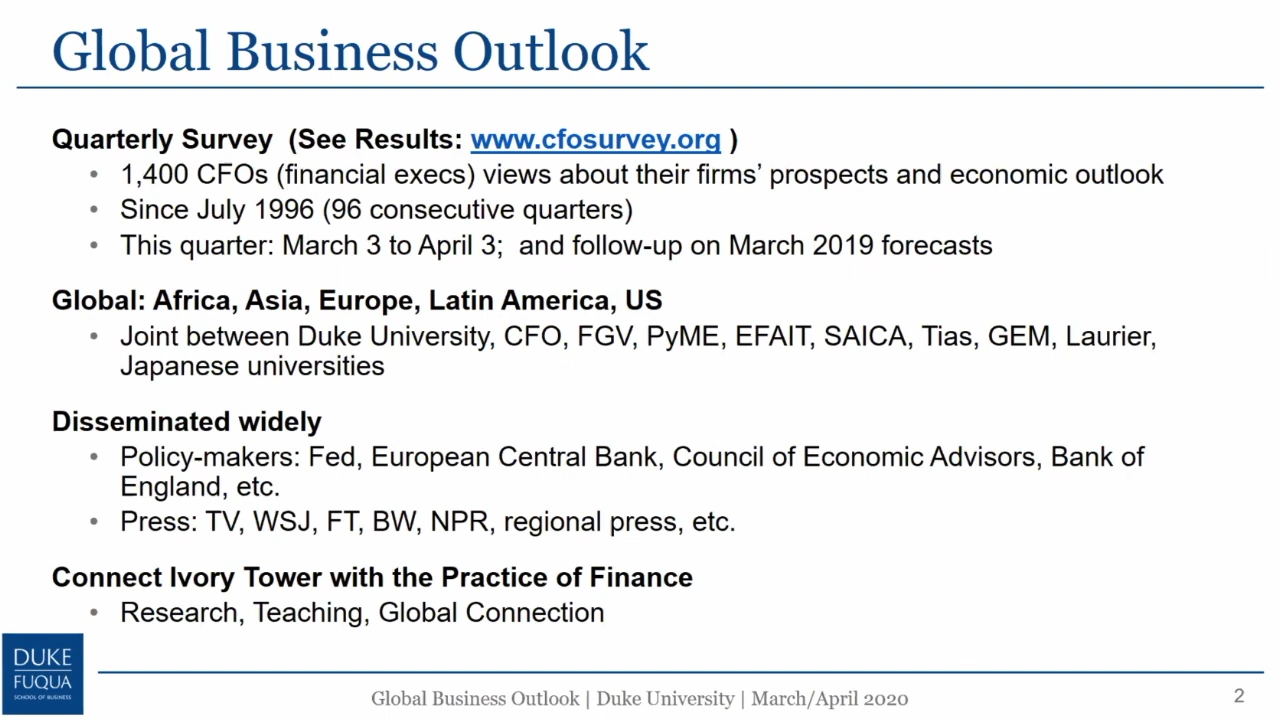 Global Business Outlook
Quarterly Survey (See Results: www.cfosurvey.org )
• 1,400 CFOs (financial execs) views about their firms’ prospects and economic outlook
• Since July 1996 (96 consecutive quarters)
• This quarter: March 3 to April 3; and follow-up on March 2019 forecasts
Global: Africa, Asia, Europe, Latin America, US
• Joint between Duke University, CFO, FGV, PyME, EFAIT, SAICA, Tias, GEM, Laurier,
Japanese universities
Disseminated widely
• Policy-makers: Fed, European Central Bank, Council of Economic Advisors, Bank of
England, etc.
• Press: TV, WSJ, FT, BW, NPR, regional press, etc.
Connect Ivory Tower with the Practice of Finance
• Research, Teaching, Global Connection
DUKE
FUQUA
SCHOOL OF BUSINESS
Global Business Outlook | Duke University | March/April 2020
2